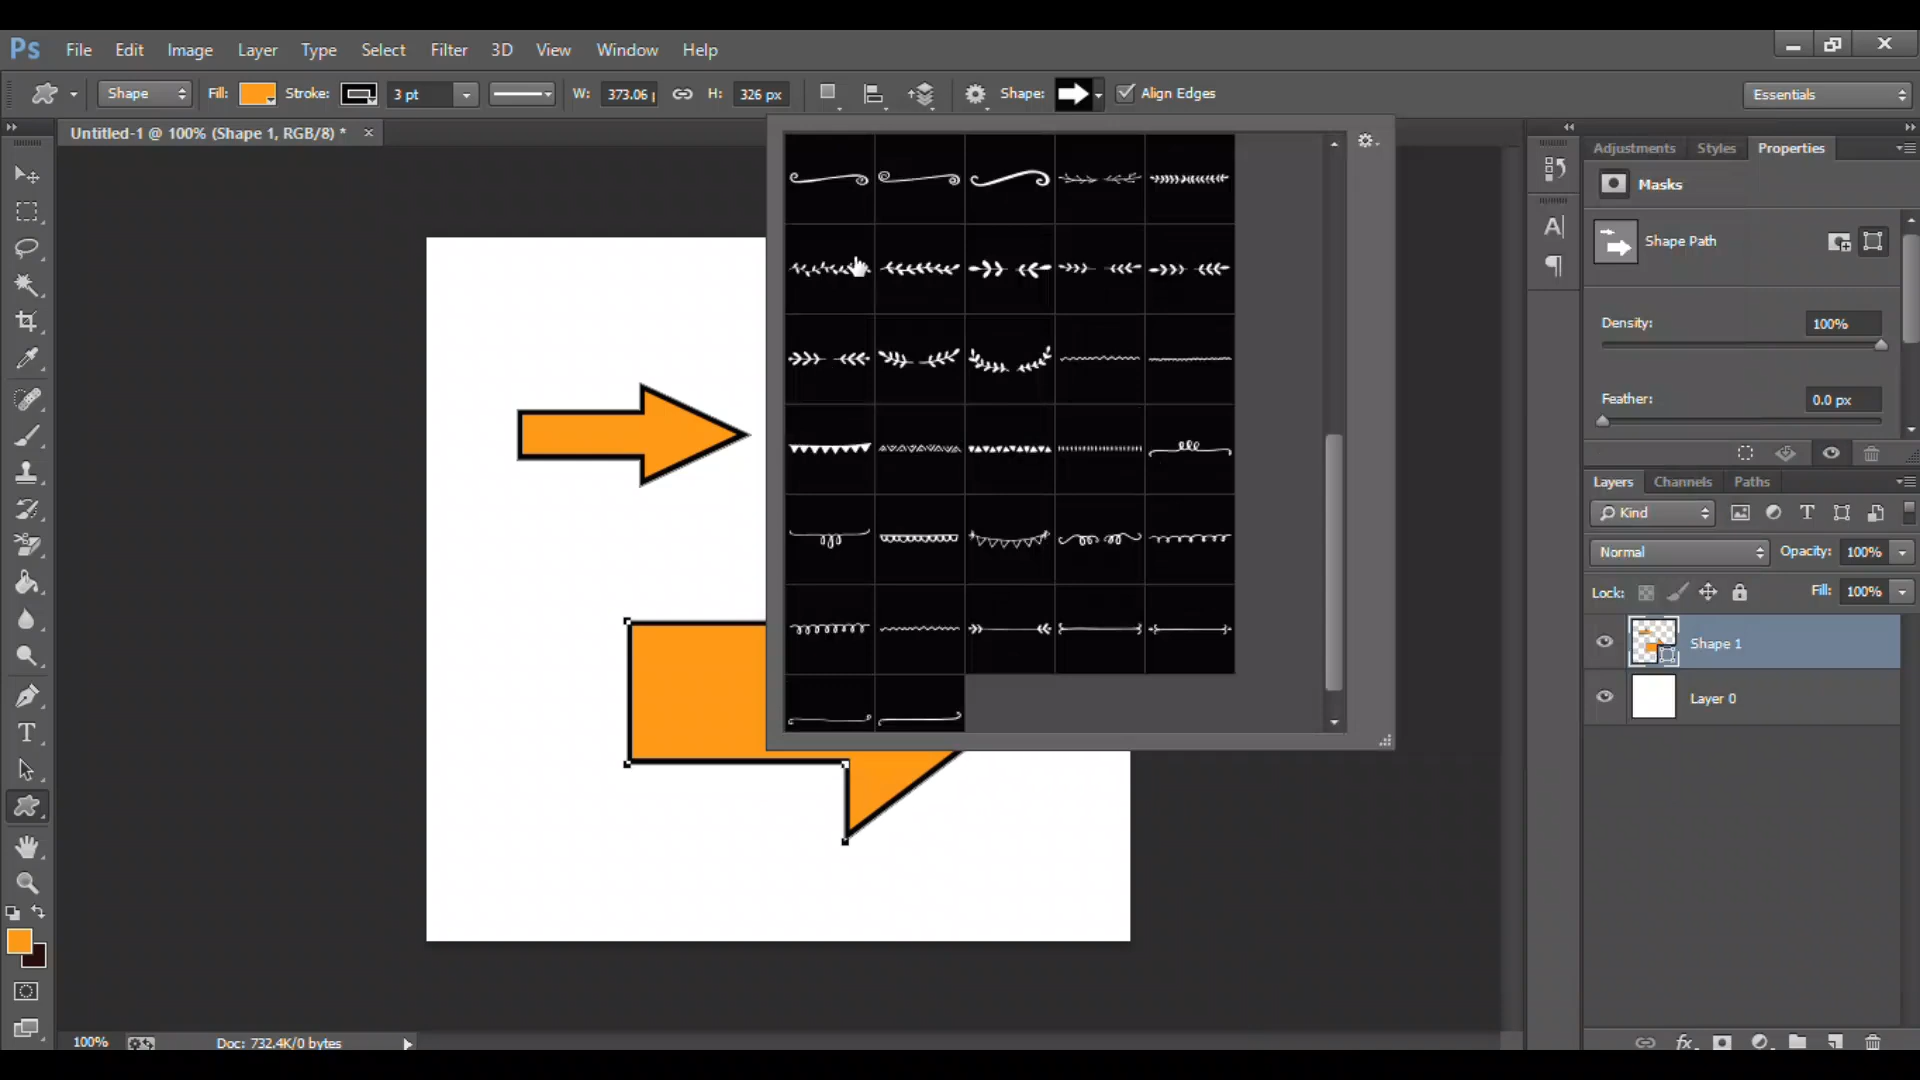 Ps File Edit Image Layer Type Select Filter 3D View Window Help
Shape Fill: Stroke: 3 pt W: 373.06 H: 326 px Shape: Align Edges Essentials
Untitled-1 @ 100% (Shape 1, RGB/8) *
Adjustments Styles Properties
Masks
Shape Path
Density: 100%
Feather: 0.0 px
Layers Channels Paths
Kind
Normal Opacity: 100%
Lock: Fill: 100%
Shape 1
Layer 0
100% Doc: 732.4K/0 bytes